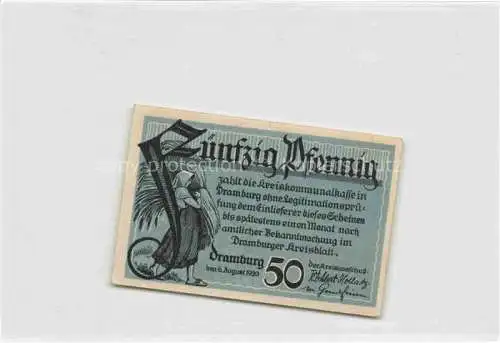 Fünfzig Pfennig
zahlt die Kreiskommunalkasse in
Dramburg ohne Legitimationsprü-
fung dem Einlieferer dieses Scheines
bis spätestens einen Monat nach
amtlicher Bekanntmachung im
Dramburger Kreisblatt.
Dramburg
den 6. August 1920
50
der Kreisausschuß